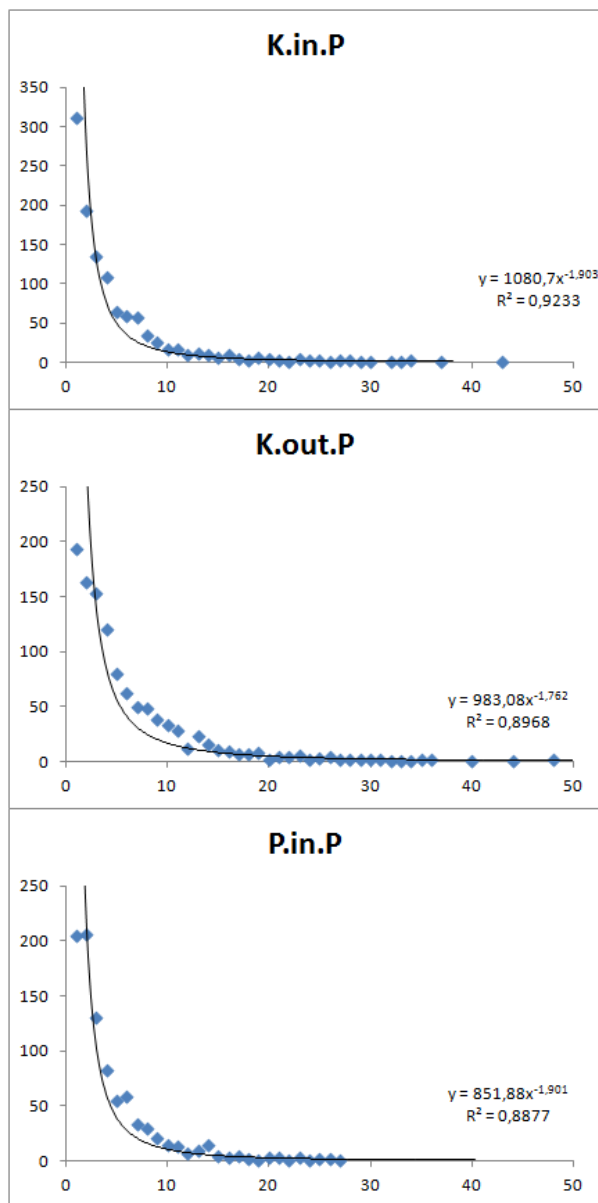 K.in.P
350
300
250
200
150
100
50
0
y = 1080,7x^-1,903
R² = 0,9233
0 10 20 30 40 50
K.out.P
250
200
150
100
50
0
y = 983,08x^-1,762
R² = 0,8968
0 10 20 30 40 50
P.in.P
250
200
150
100
50
0
y = 851,88x^-1,901
R² = 0,8877
0 10 20 30 40 50